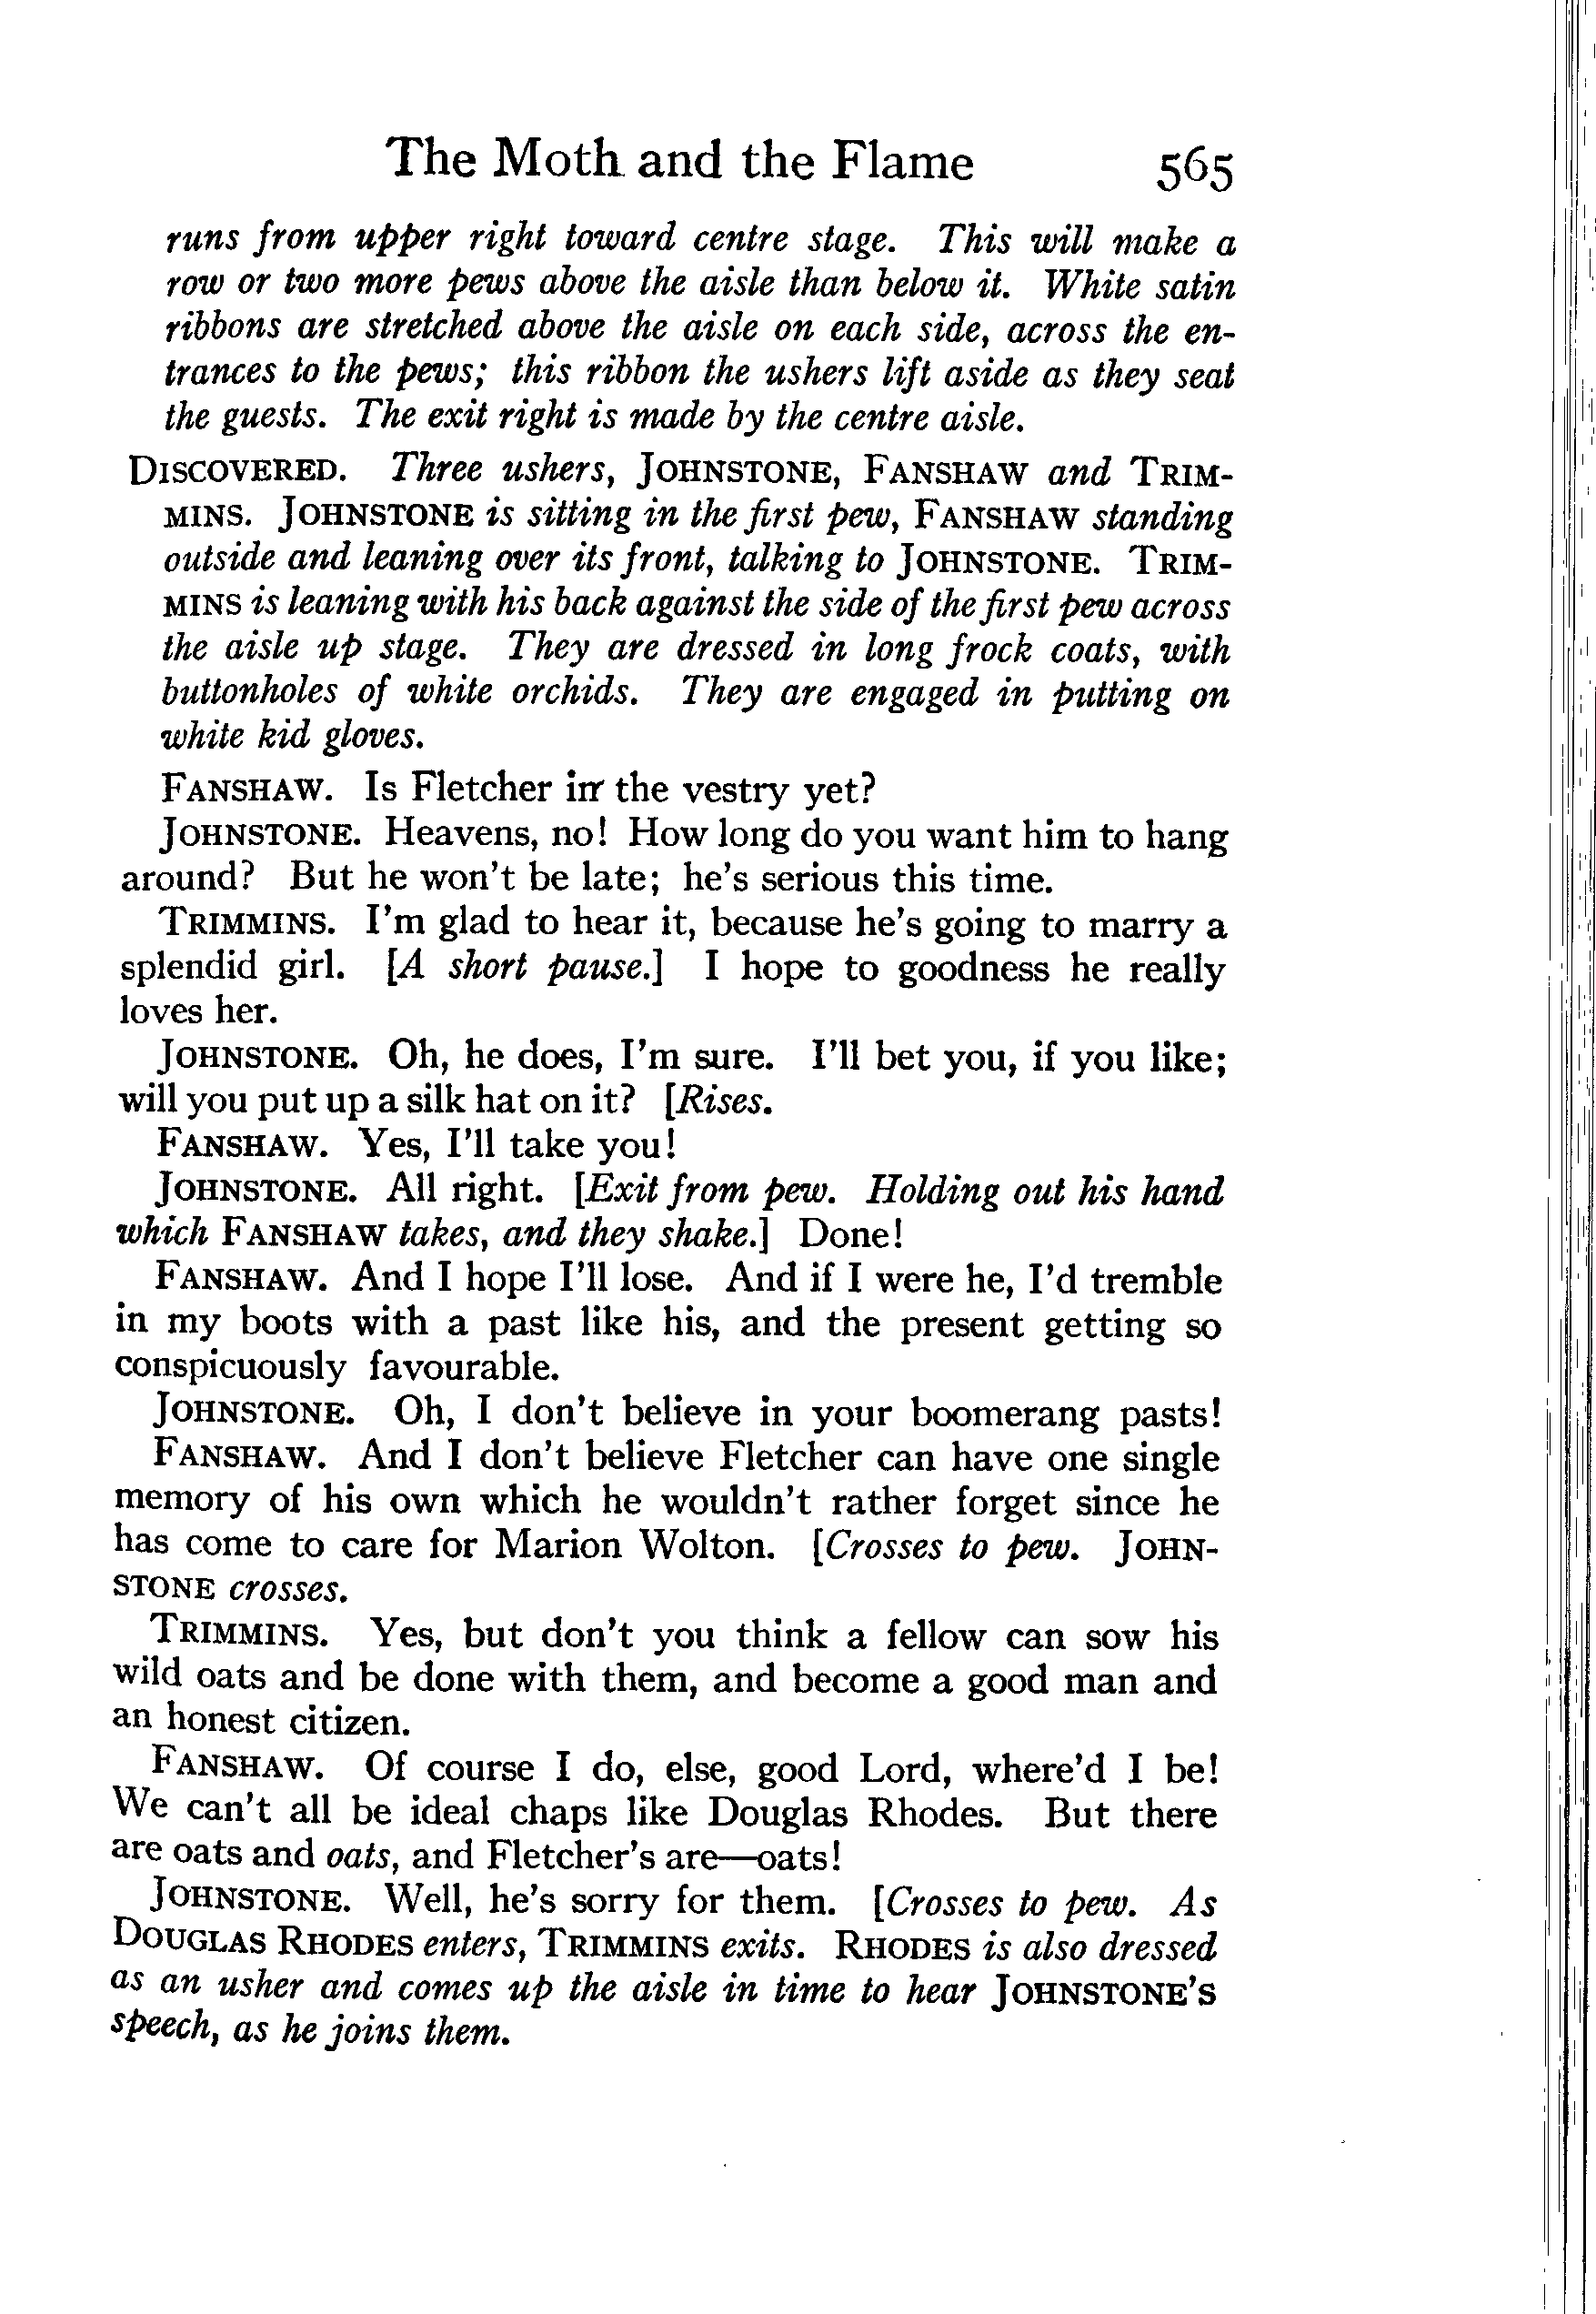 The Moth and the Flame 565
runs from upper right toward centre stage. This will make a
row or two more pews above the aisle than below it. White satin
ribbons are stretched above the aisle on each side, across the en-
trances to the pews; this ribbon the ushers lift aside as they seat
the guests. The exit right is made by the centre aisle.
DISCOVERED. Three ushers, JOHNSTONE, FANSHAW and TRIM-
MINS. JOHNSTONE is sitting in the first pew, FANSHAW standing
outside and leaning over its front, talking to JOHNSTONE. TRIM-
MINS is leaning with his back against the side of the first pew across
the aisle up stage. They are dressed in long frock coats, with
buttonholes of white orchids. They are engaged in putting on
white kid gloves.
FANSHAW. Is Fletcher in the vestry yet?
JOHNSTONE. Heavens, no! How long do you want him to hang
around? But he won't be late; he's serious this time.
TRIMMINS. I'm glad to hear it, because he's going to marry a
splendid girl. [A short pause.] I hope to goodness he really
loves her.
JOHNSTONE. Oh, he does, I'm sure. I'll bet you, if you like;
will you put up a silk hat on it? [Rises.
FANSHAW. Yes, I'll take you!
JOHNSTONE. All right. [Exit from pew. Holding out his hand
which FANSHAW takes, and they shake.] Done!
FANSHAW. And I hope I'll lose. And if I were he, I'd tremble
in my boots with a past like his, and the present getting so
conspicuously favourable.
JOHNSTONE. Oh, I don't believe in your boomerang pasts!
FANSHAW. And I don't believe Fletcher can have one single
memory of his own which he wouldn't rather forget since he
has come to care for Marion Wolton. [Crosses to pew. JOHN-
STONE crosses.
TRIMMINS. Yes, but don't you think a fellow can sow his
wild oats and be done with them, and become a good man and
an honest citizen.
FANSHAW. Of course I do, else, good Lord, where'd I be!
We can't all be ideal chaps like Douglas Rhodes. But there
are oats and oats, and Fletcher's are—oats!
JOHNSTONE. Well, he's sorry for them. [Crosses to pew. As
DOUGLAS RHODES enters, TRIMMINS exits. RHODES is also dressed
as an usher and comes up the aisle in time to hear JOHNSTONE'S
speech, as he joins them.